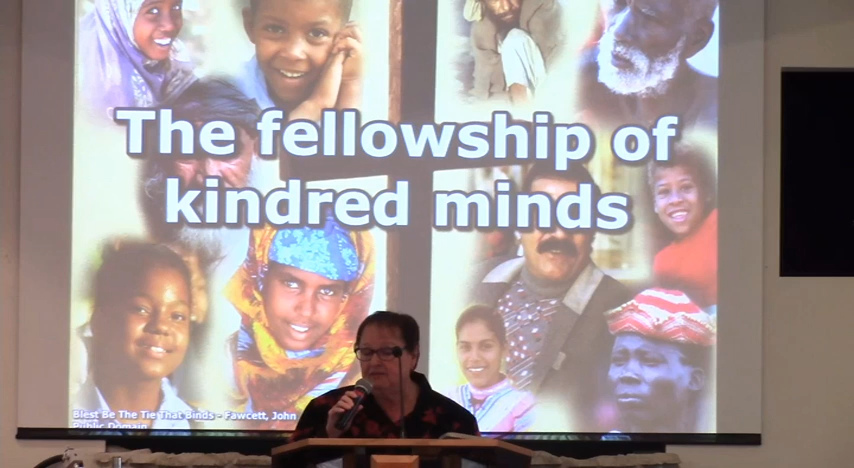 The fellowship of
kindred minds
Blest Be The Tie That Binds - Fawcett, John
Public Domain